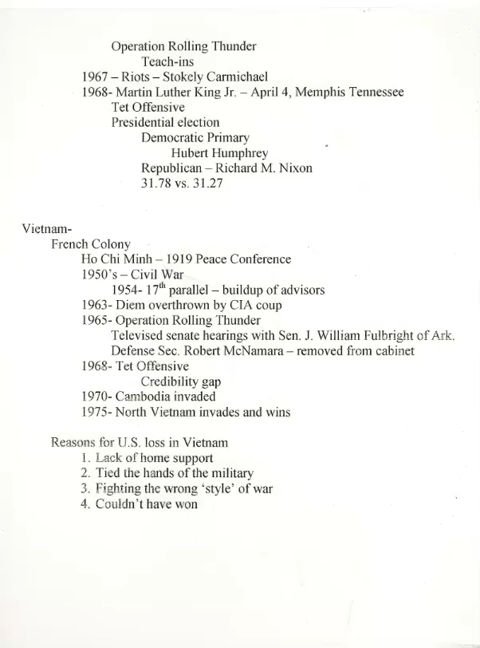 Operation Rolling Thunder
Teach-ins
1967 – Riots – Stokely Carmichael
1968- Martin Luther King Jr. – April 4, Memphis Tennessee
Tet Offensive
Presidential election
Democratic Primary
Hubert Humphrey
Republican – Richard M. Nixon
31.78 vs. 31.27
Vietnam-
French Colony
Ho Chi Minh – 1919 Peace Conference
1950's – Civil War
1954- 17th parallel – buildup of advisors
1963- Diem overthrown by CIA coup
1965- Operation Rolling Thunder
Televised senate hearings with Sen. J. William Fulbright of Ark.
Defense Sec. Robert McNamara – removed from cabinet
1968- Tet Offensive
Credibility gap
1970- Cambodia invaded
1975- North Vietnam invades and wins
Reasons for U.S. loss in Vietnam
1. Lack of home support
2. Tied the hands of the military
3. Fighting the wrong 'style' of war
4. Couldn't have won